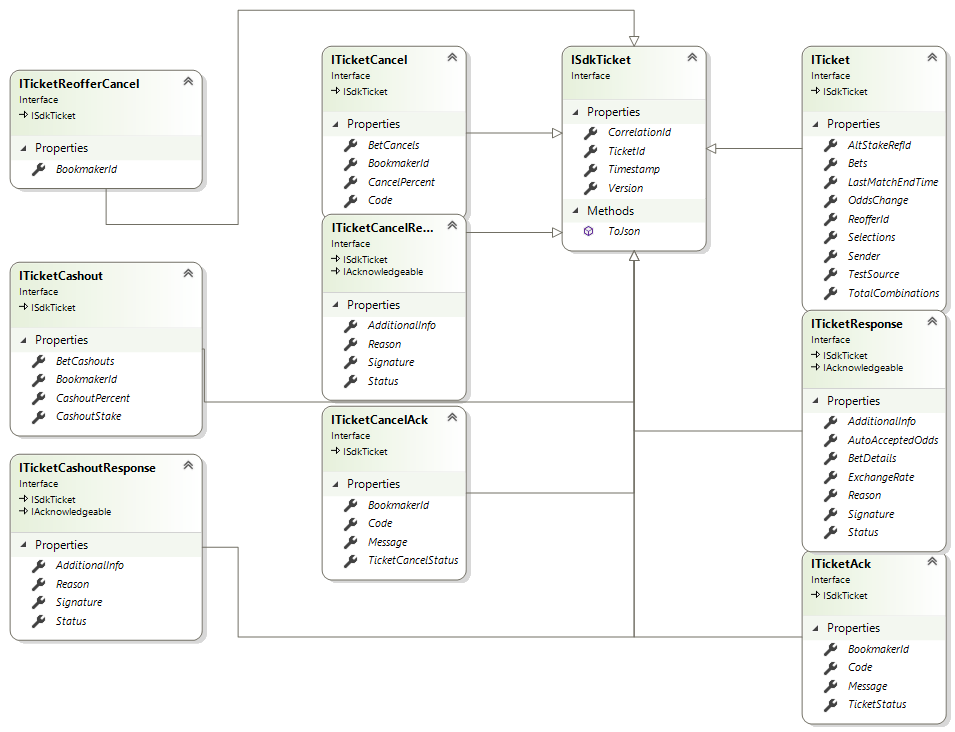 ITicketReofferCancel
Interface
ISdkTicket
Properties
BookmakerId
ITicketCashout
Interface
ISdkTicket
Properties
BetCashouts
BookmakerId
CashoutPercent
CashoutStake
ITicketCashoutResponse
Interface
ISdkTicket
IAcknowledgeable
Properties
AdditionalInfo
Reason
Signature
Status
ITicketCancel
Interface
ISdkTicket
Properties
BetCancels
BookmakerId
CancelPercent
Code
ITicketCancelRe...
Interface
ISdkTicket
IAcknowledgeable
Properties
AdditionalInfo
Reason
Signature
Status
ITicketCancelAck
Interface
ISdkTicket
Properties
BookmakerId
Code
Message
TicketCancelStatus
ISdkTicket
Interface
Properties
CorrelationId
TicketId
Timestamp
Version
Methods
ToJson
ITicket
Interface
ISdkTicket
Properties
AltStakeRefId
Bets
LastMatchEndTime
OddsChange
ReofferId
Selections
Sender
TestSource
TotalCombinations
ITicketResponse
Interface
ISdkTicket
IAcknowledgeable
Properties
AdditionalInfo
AutoAcceptedOdds
BetDetails
ExchangeRate
Reason
Signature
Status
ITicketAck
Interface
ISdkTicket
Properties
BookmakerId
Code
Message
TicketStatus